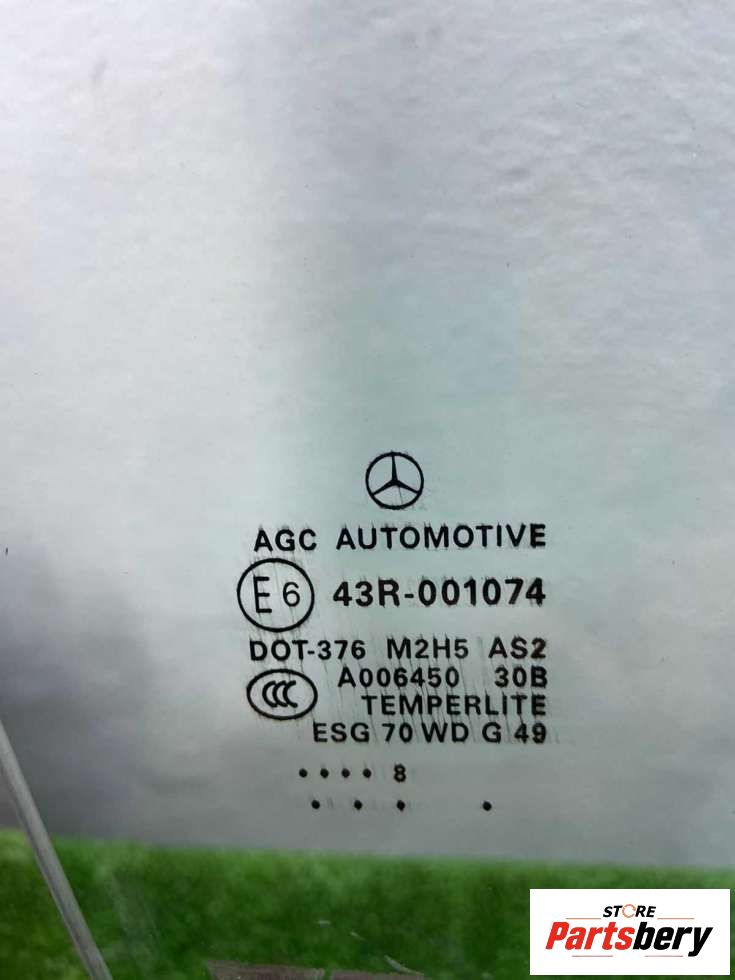 AGC AUTOMOTIVE
E6 43R-001074
DOT-376 M2H5 AS2
CCC A006450 30B
TEMPERLITE
ESG 70 WD G 49
• • • • 8
• • • •
STORE
Partsbery